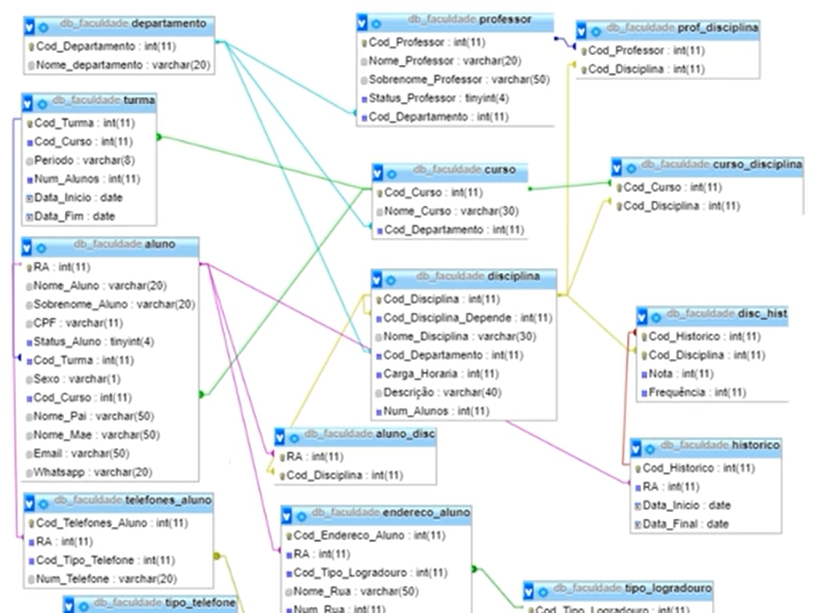 db_faculdade departamento
Cod_Departamento : int(11)
Nome_departamento : varchar(20)
db_faculdade professor
Cod_Professor : int(11)
Nome_Professor : varchar(20)
Sobrenome_Professor : varchar(50)
Status_Professor : tinyint(4)
Cod_Departamento : int(11)
db_faculdade prof_disciplina
Cod_Professor : int(11)
Cod_Disciplina : int(11)
db_faculdade turma
Cod_Turma : int(11)
Cod_Curso : int(11)
Periodo : varchar(8)
Num_Alunos : int(11)
Data_Inicio : date
Data_Fim : date
db_faculdade curso
Cod_Curso : int(11)
Nome_Curso : varchar(30)
Cod_Departamento : int(11)
db_faculdade curso_disciplina
Cod_Curso : int(11)
Cod_Disciplina : int(11)
db_faculdade aluno
RA : int(11)
Nome_Aluno : varchar(20)
Sobrenome_Aluno : varchar(20)
CPF : varchar(11)
Status_Aluno : tinyint(4)
Cod_Turma : int(11)
Sexo : varchar(1)
Cod_Curso : int(11)
Nome_Pai : varchar(50)
Nome_Mae : varchar(50)
Email : varchar(50)
Whatsapp : varchar(20)
db_faculdade disciplina
Cod_Disciplina : int(11)
Cod_Disciplina_Depende : int(11)
Nome_Disciplina : varchar(30)
Cod_Departamento : int(11)
Carga_Horaria : int(11)
Descrição : varchar(40)
Num_Alunos : int(11)
db_faculdade disc_hist
Cod_Historico : int(11)
Cod_Disciplina : int(11)
Nota : int(11)
Frequência : int(11)
db_faculdade aluno_disc
RA : int(11)
Cod_Disciplina : int(11)
db_faculdade historico
Cod_Historico : int(11)
RA : int(11)
Data_Inicio : date
Data_Final : date
db_faculdade telefones_aluno
Cod_Telefones_Aluno : int(11)
RA : int(11)
Cod_Tipo_Telefone : int(11)
Num_Telefone : varchar(20)
db_faculdade endereco_aluno
Cod_Endereco_Aluno : int(11)
RA : int(11)
Cod_Tipo_Logradouro : int(11)
Nome_Rua : varchar(50)
Num_Rua : int(11)
db_faculdade tipo_telefone
db_faculdade tipo_logradouro
Cod_Tipo_Logradouro : int(11)